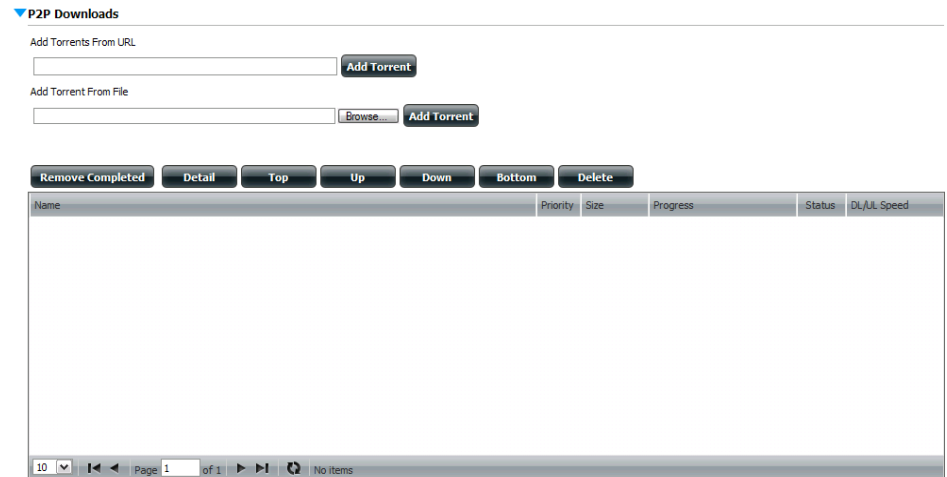 P2P Downloads
Add Torrents From URL
Add Torrent
Add Torrent From File
Browse... Add Torrent
Remove Completed Detail Top Up Down Bottom Delete
Name Priority Size Progress Status DL/UL Speed
10 Page 1 of 1 No items